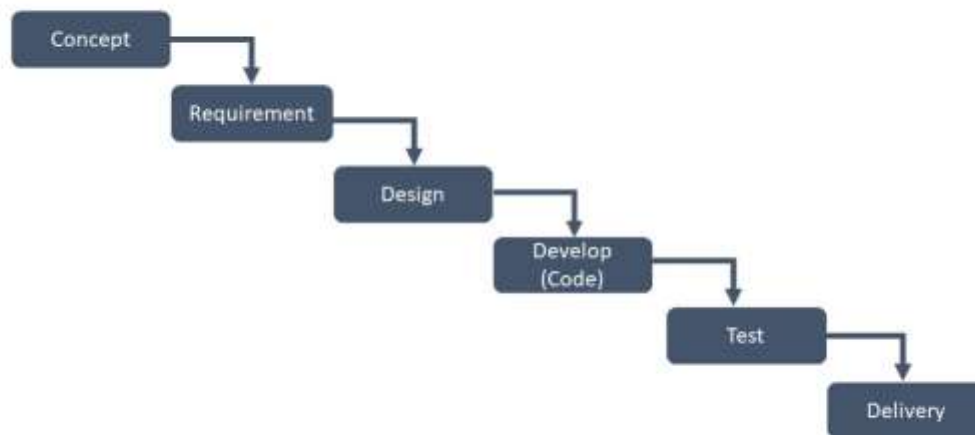 Concept
Requirement
Design
Develop
(Code)
Test
Delivery